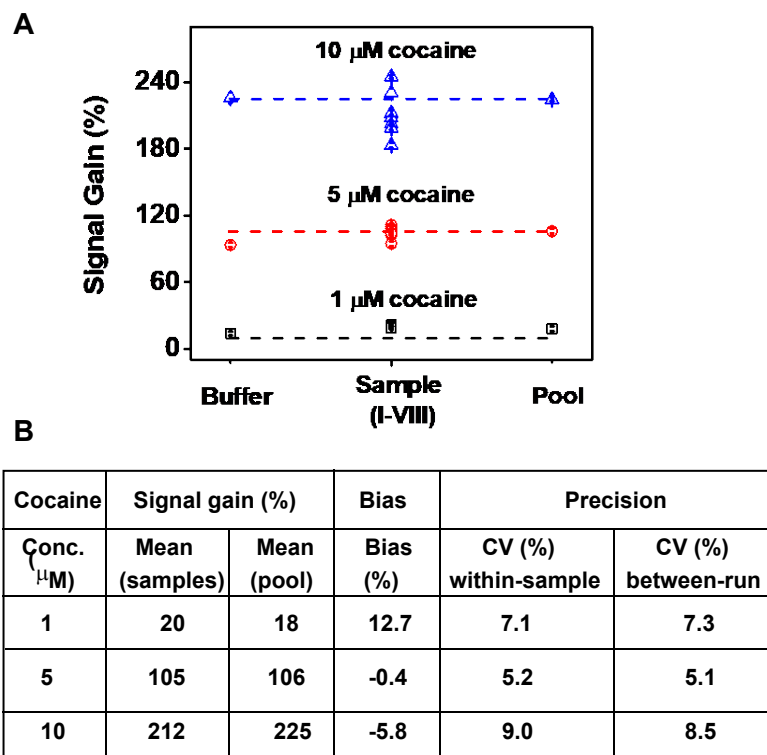 A
10 μM cocaine
240
180
5 μM cocaine
120
60
1 μM cocaine
0
Signal Gain (%)
Buffer
Sample
(I-VIII)
Pool
B
Cocaine Signal gain (%) Bias Precision
Conc. Mean Mean Bias CV (%) CV (%)
(μM) (samples) (pool) (%) within-sample between-run
1 20 18 12.7 7.1 7.3
5 105 106 -0.4 5.2 5.1
10 212 225 -5.8 9.0 8.5